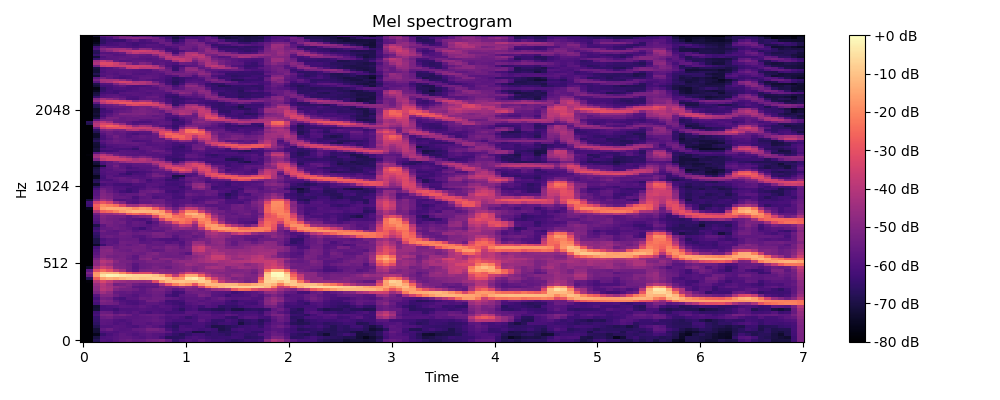 Mel spectrogram
Hz
2048
1024
512
0
0 1 2 3 4 5 6 7
Time
+0 dB
-10 dB
-20 dB
-30 dB
-40 dB
-50 dB
-60 dB
-70 dB
-80 dB